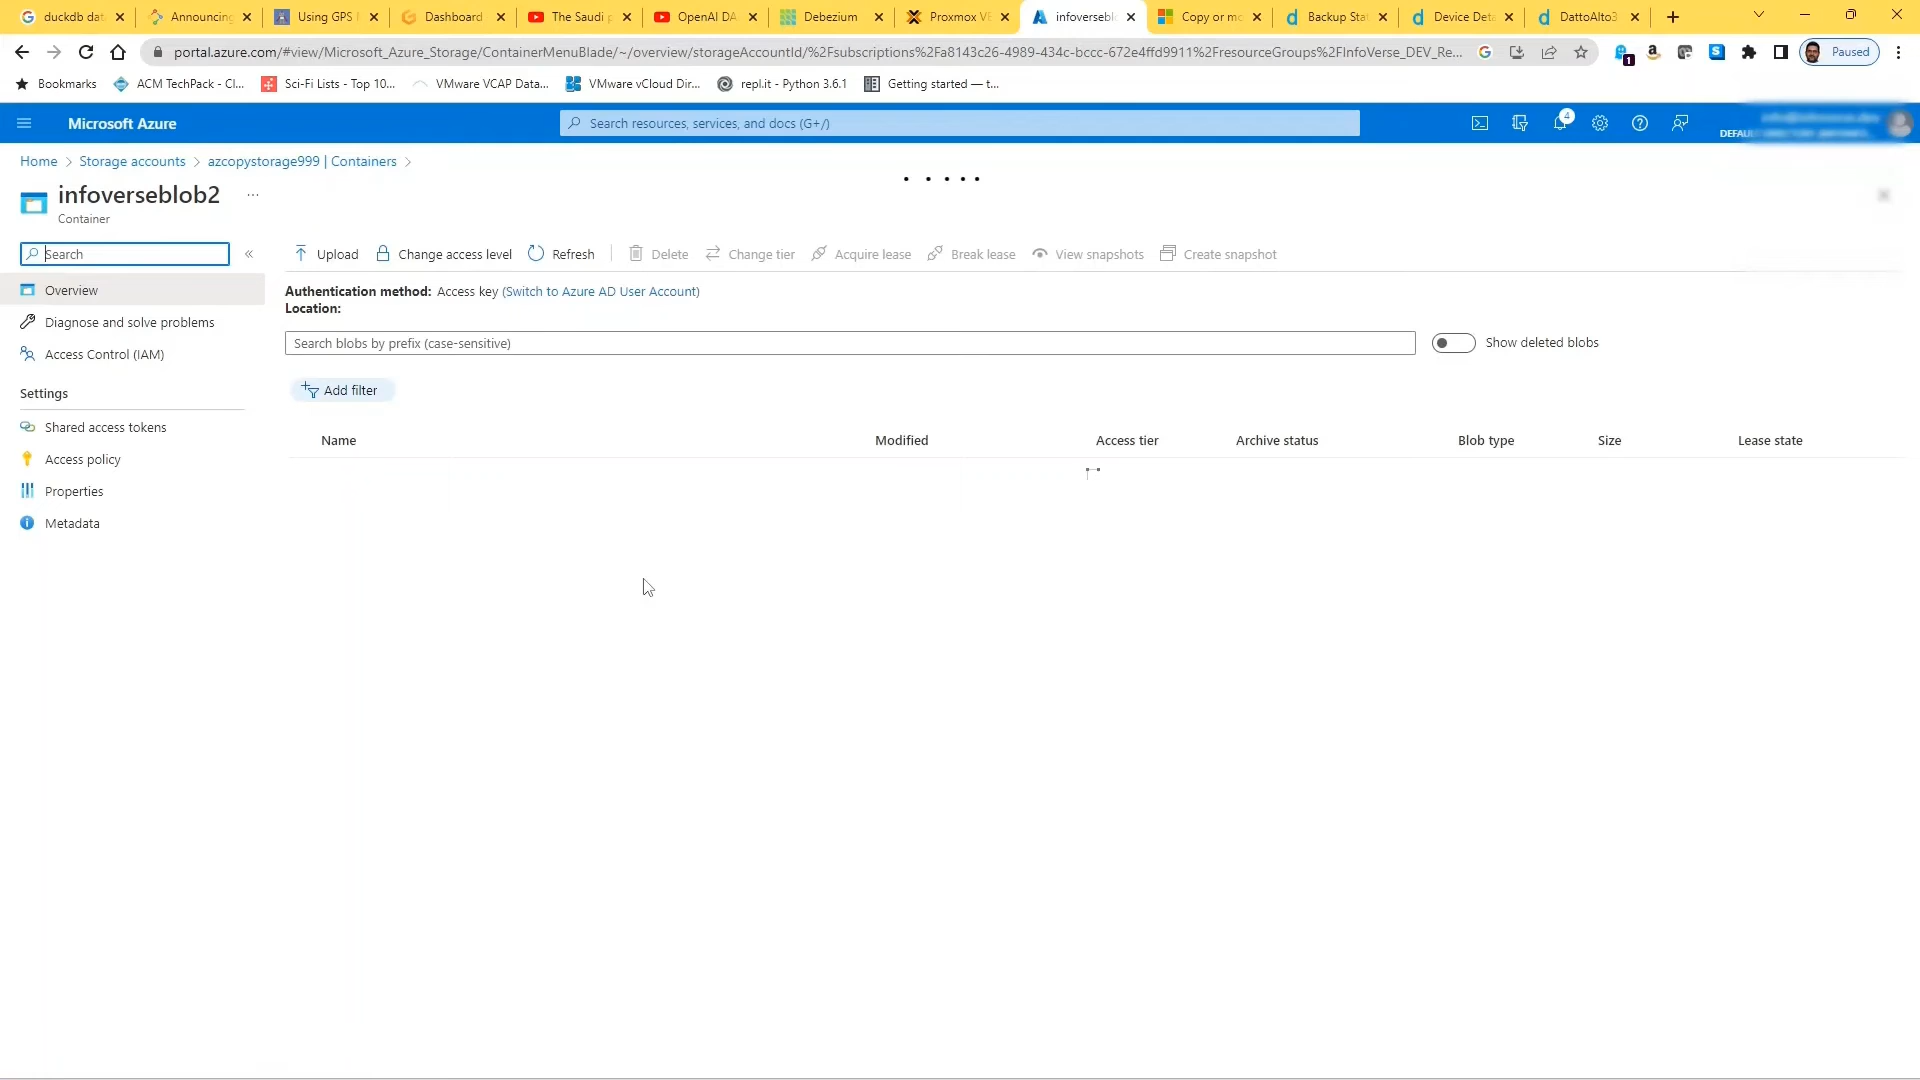 duckdb dat
Announcing
Using GPS
Dashboard
The Saudi p
OpenAI DA
Debezium
Proxmox VE
infoversebl
Copy or mo
Backup Sta
Device Deta
DattoAlto3
portal.azure.com/#view/Microsoft_Azure_Storage/ContainerMenuBlade/~/overview/storageAccountId/%2Fsubscriptions%2Fa8143c26-4989-434c-bccc-672e4ffd9911%2FresourceGroups%2FInfoVerse_DEV_Re...
1
Paused
Bookmarks
ACM TechPack - Cl...
Sci-Fi Lists - Top 10...
VMware VCAP Data...
VMware vCloud Dir...
repl.it - Python 3.6.1
Getting started — t...
Microsoft Azure
Search resources, services, and docs (G+/)
4
Home > Storage accounts > azcopystorage999 | Containers >
infoverseblob2 ...
Container
Search
«
Upload
Change access level
Refresh
Delete
Change tier
Acquire lease
Break lease
View snapshots
Create snapshot
Overview
Diagnose and solve problems
Access Control (IAM)
Settings
Shared access tokens
Access policy
Properties
Metadata
Authentication method: Access key (Switch to Azure AD User Account)
Location:
Search blobs by prefix (case-sensitive)
Show deleted blobs
Add filter
Name
Modified
Access tier
Archive status
Blob type
Size
Lease state